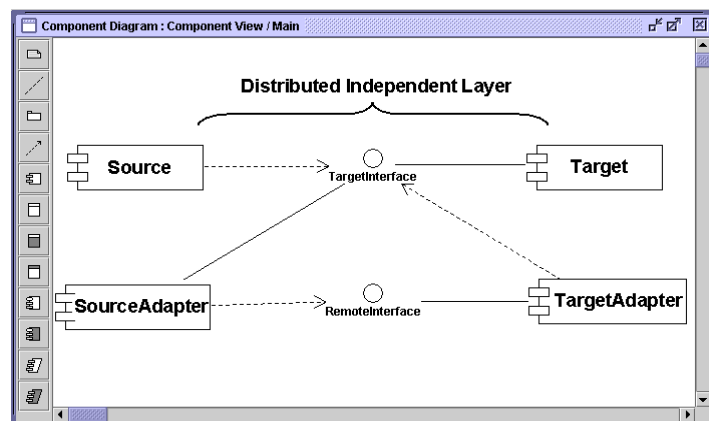 Component Diagram : Component View / Main
Distributed Independent Layer
Source
TargetInterface
Target
SourceAdapter
RemoteInterface
TargetAdapter